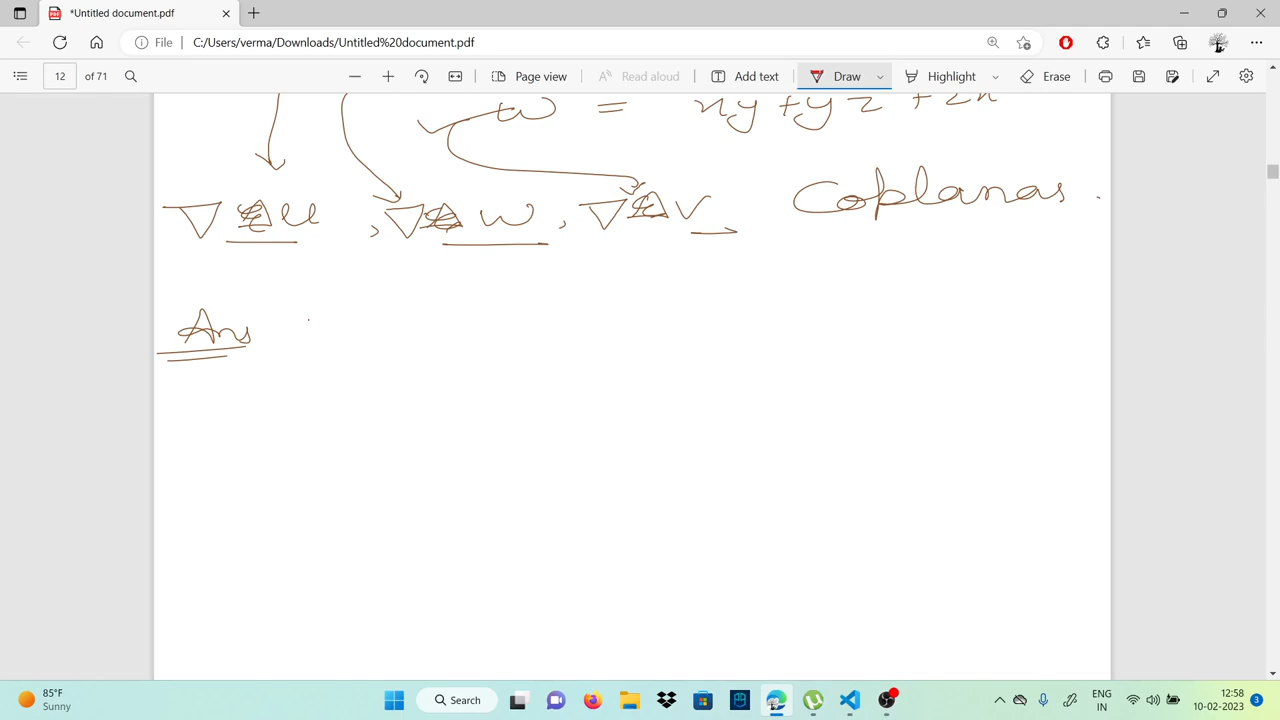 *Untitled document.pdf
File C:/Users/verma/Downloads/Untitled%20document.pdf
12 of 71 Page view Read aloud Add text Draw Highlight Erase
w = xy + yz + zx
∇ u , ∇ w , ∇ v Coplanar .
Ans
85°F
Sunny
Search
ENG
IN
12:58
10-02-2023
3